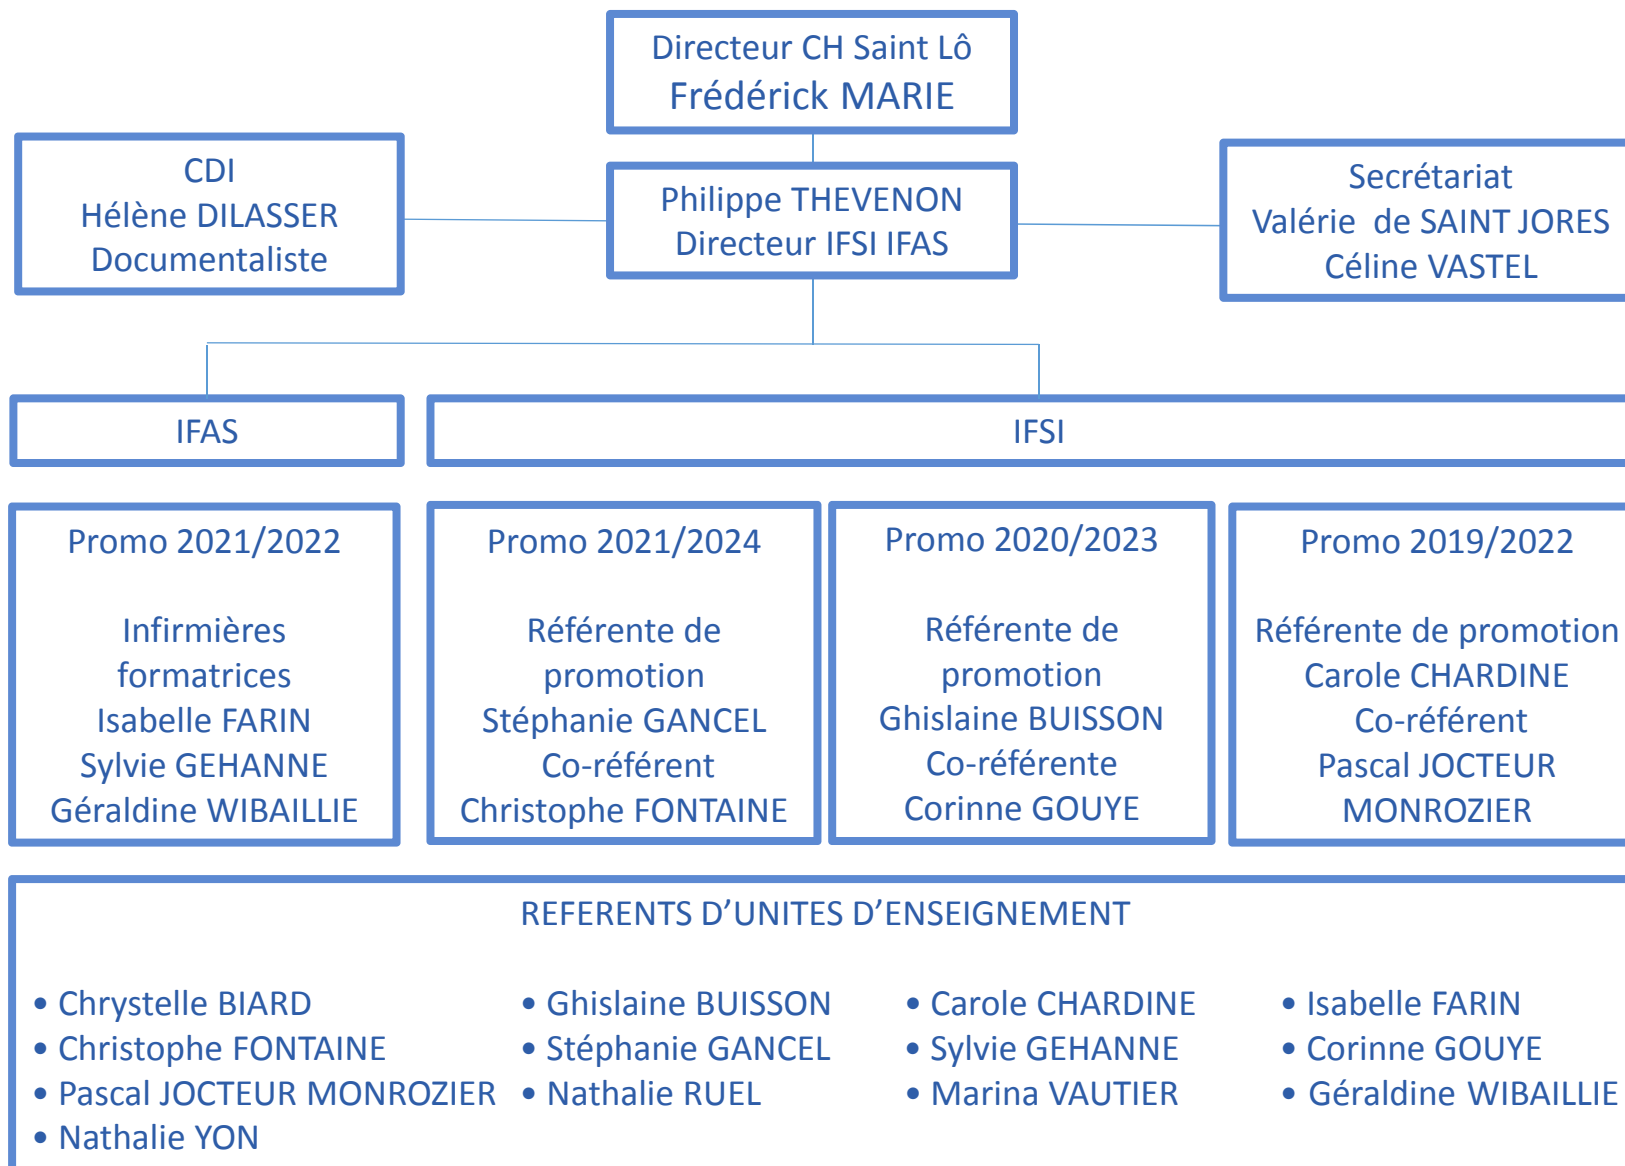 Directeur CH Saint Lô
Frédérick MARIE
CDI
Hélène DILASSER
Documentaliste
Philippe THEVENON
Directeur IFSI IFAS
Secrétariat
Valérie de SAINT JORES
Céline VASTEL
IFAS
IFSI
Promo 2021/2022
Infirmières
formatrices
Isabelle FARIN
Sylvie GEHANNE
Géraldine WIBAILLIE
Promo 2021/2024
Référente de
promotion
Stéphanie GANCEL
Co-référent
Christophe FONTAINE
Promo 2020/2023
Référente de
promotion
Ghislaine BUISSON
Co-référente
Corinne GOUYE
Promo 2019/2022
Référente de promotion
Carole CHARDINE
Co-référent
Pascal JOCTEUR
MONROZIER
REFERENTS D’UNITES D’ENSEIGNEMENT
• Chrystelle BIARD
• Christophe FONTAINE
• Pascal JOCTEUR MONROZIER
• Nathalie YON
• Ghislaine BUISSON
• Stéphanie GANCEL
• Nathalie RUEL
• Carole CHARDINE
• Sylvie GEHANNE
• Marina VAUTIER
• Isabelle FARIN
• Corinne GOUYE
• Géraldine WIBAILLIE